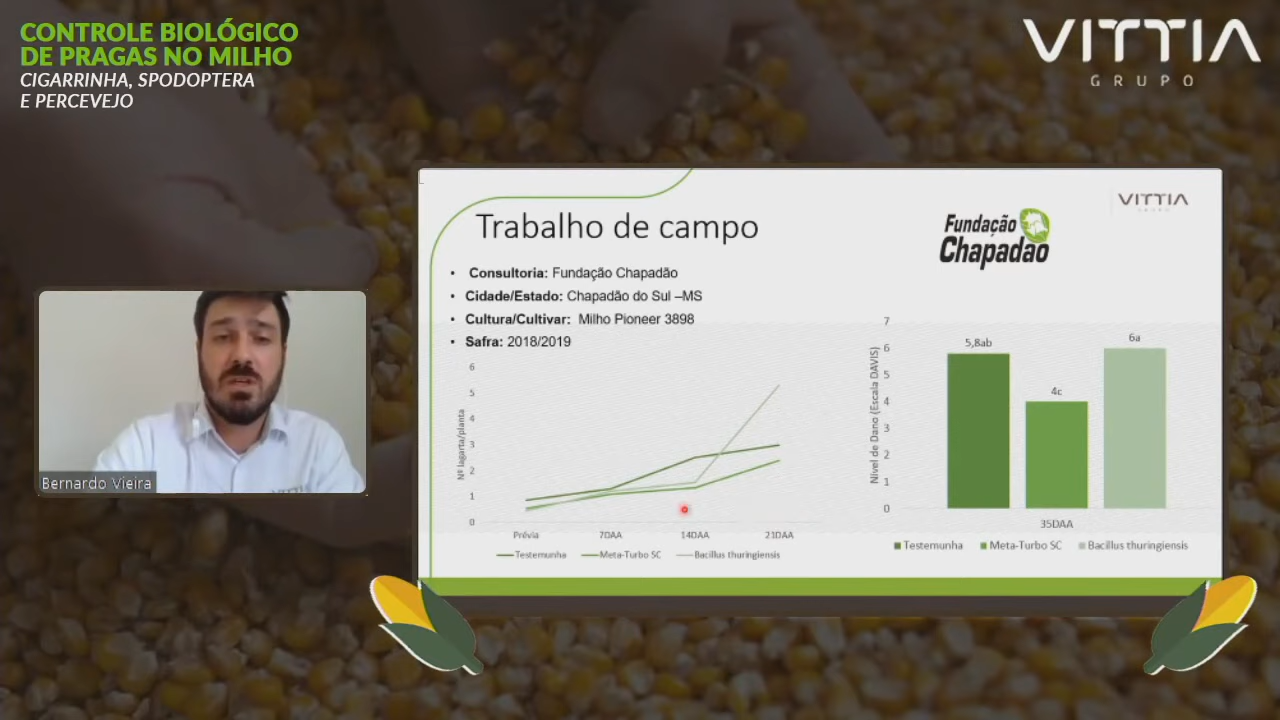 CONTROLE BIOLÓGICO
DE PRAGAS NO MILHO
CIGARRINHA, SPODOPTERA
E PERCEVEJO
VITTIA
GRUPO
Bernardo Vieira
Trabalho de campo
Fundação
Chapadão
VITTIA
GRUPO
• Consultoria: Fundação Chapadão
• Cidade/Estado: Chapadão do Sul –MS
• Cultura/Cultivar: Milho Pioneer 3898
• Safra: 2018/2019
Nº lagarta/planta
6
5
4
3
2
1
0
Prévia 7DAA 14DAA 21DAA
Testemunha Meta-Turbo SC Bacillus thuringiensis
Nível de Dano (Escala DAVIS)
7
6
5
4
3
2
1
0
5,8ab
4c
6a
35DAA
Testemunha Meta-Turbo SC Bacillus thuringiensis